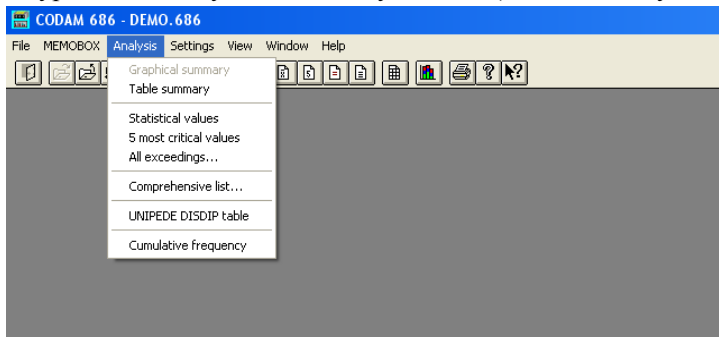 CODAM 686 - DEMO.686
File MEMOBOX Analysis Settings View Window Help
Graphical summary
Table summary
Statistical values
5 most critical values
All exceedings...
Comprehensive list...
UNIPEDE DISDIP table
Cumulative frequency